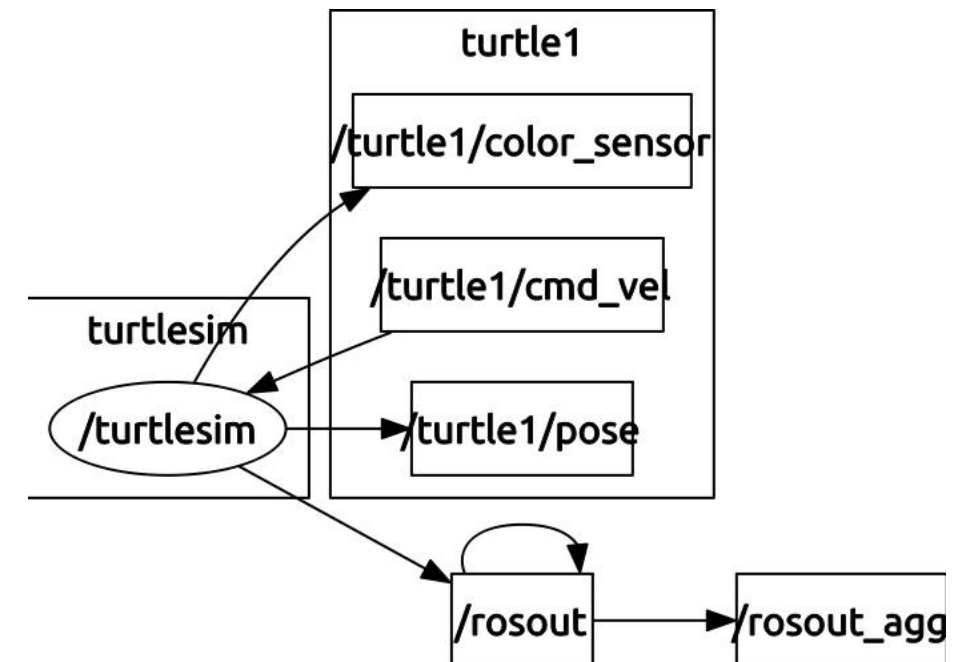 turtle1
/turtle1/color_sensor
/turtle1/cmd_vel
turtlesim
/turtlesim
/turtle1/pose
/rosout
/rosout_agg